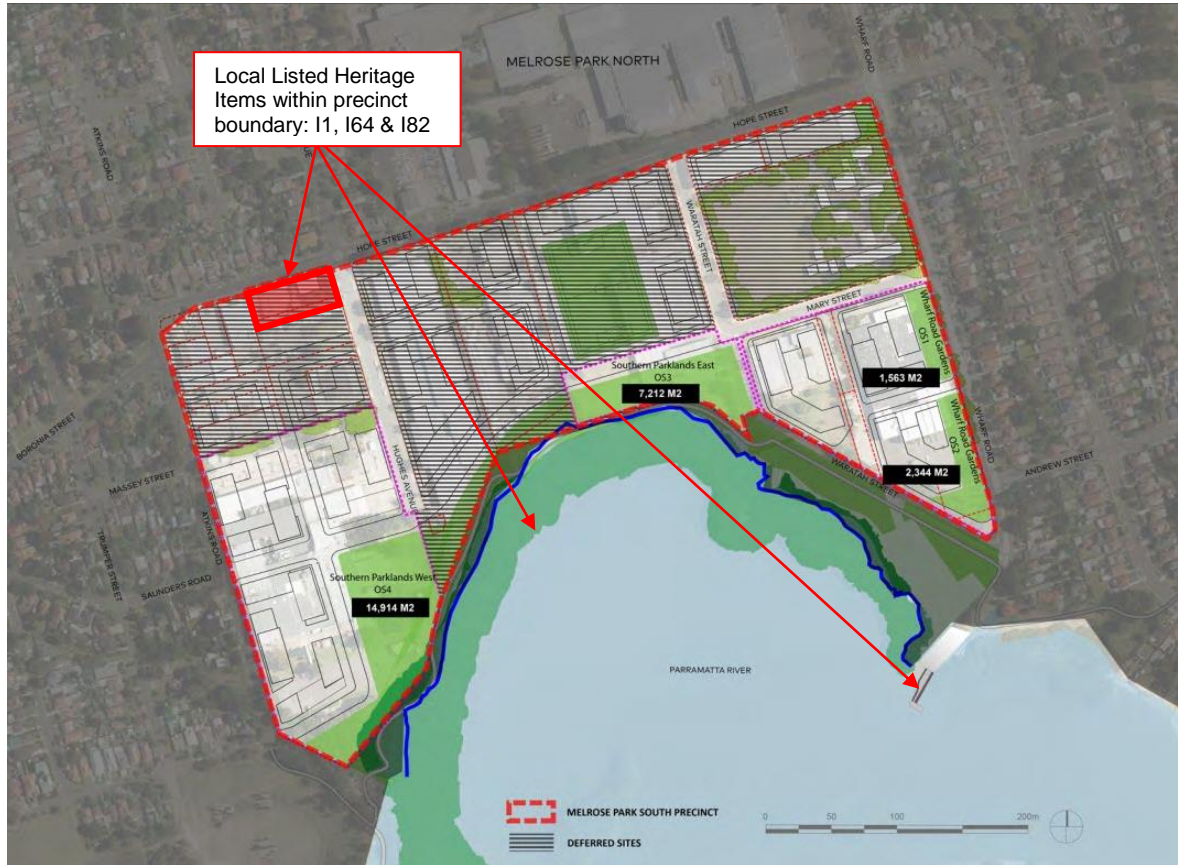 MELROSE PARK NORTH
WHARF ROAD
Local Listed Heritage
Items within precinct
boundary: I1, I64 & I82
HOPE STREET
ATKINS ROAD
UE
HOPE STREET
WARATAH STREET
MARY STREET
Wharf Road Gardens
OS1
1,563 M2
Southern Parklands East
OS3
7,212 M2
Wharf Road Gardens
OS2
2,344 M2
WHARF ROAD
ANDREW STREET
WARATAH STREET
BORONIA STREET
MASSEY STREET
HUGHES AVENUE
ATKINS ROAD
TRUMPER STREET
SAUNDERS ROAD
Southern Parklands West
OS4
14,914 M2
PARRAMATTA RIVER
MELROSE PARK SOUTH PRECINCT
DEFERRED SITES
0 50 100 200m